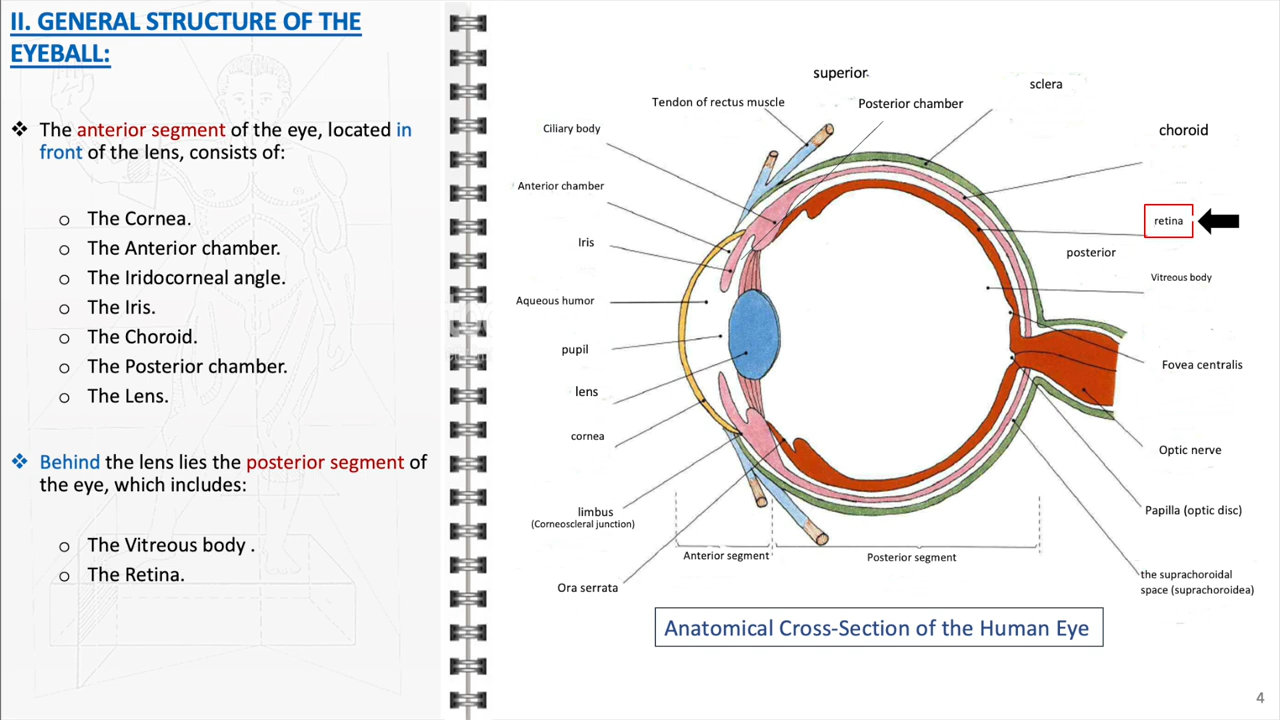 II. GENERAL STRUCTURE OF THE
EYEBALL:
❖ The anterior segment of the eye, located in
front of the lens, consists of:
o The Cornea.
o The Anterior chamber.
o The Iridocorneal angle.
o The Iris.
o The Choroid.
o The Posterior chamber.
o The Lens.
❖ Behind the lens lies the posterior segment of
the eye, which includes:
o The Vitreous body .
o The Retina.
superior
Tendon of rectus muscle
Posterior chamber
sclera
Ciliary body
choroid
Anterior chamber
retina
Iris
posterior
Vitreous body
Aqueous humor
pupil
Fovea centralis
lens
cornea
Optic nerve
limbus
(Corneoscleral junction)
Papilla (optic disc)
Anterior segment
Posterior segment
Ora serrata
the suprachoroidal
space (suprachoroidea)
Anatomical Cross-Section of the Human Eye
4